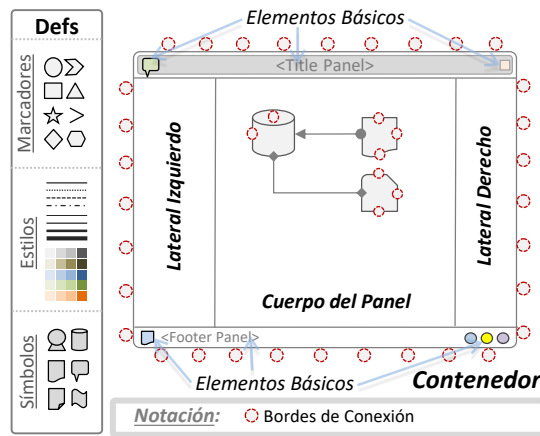 Defs
Marcadores
Estilos
Símbolos
Elementos Básicos
<Title Panel>
Lateral Izquierdo
Lateral Derecho
Cuerpo del Panel
<Footer Panel>
Elementos Básicos
Contenedor
Notación: Bordes de Conexión